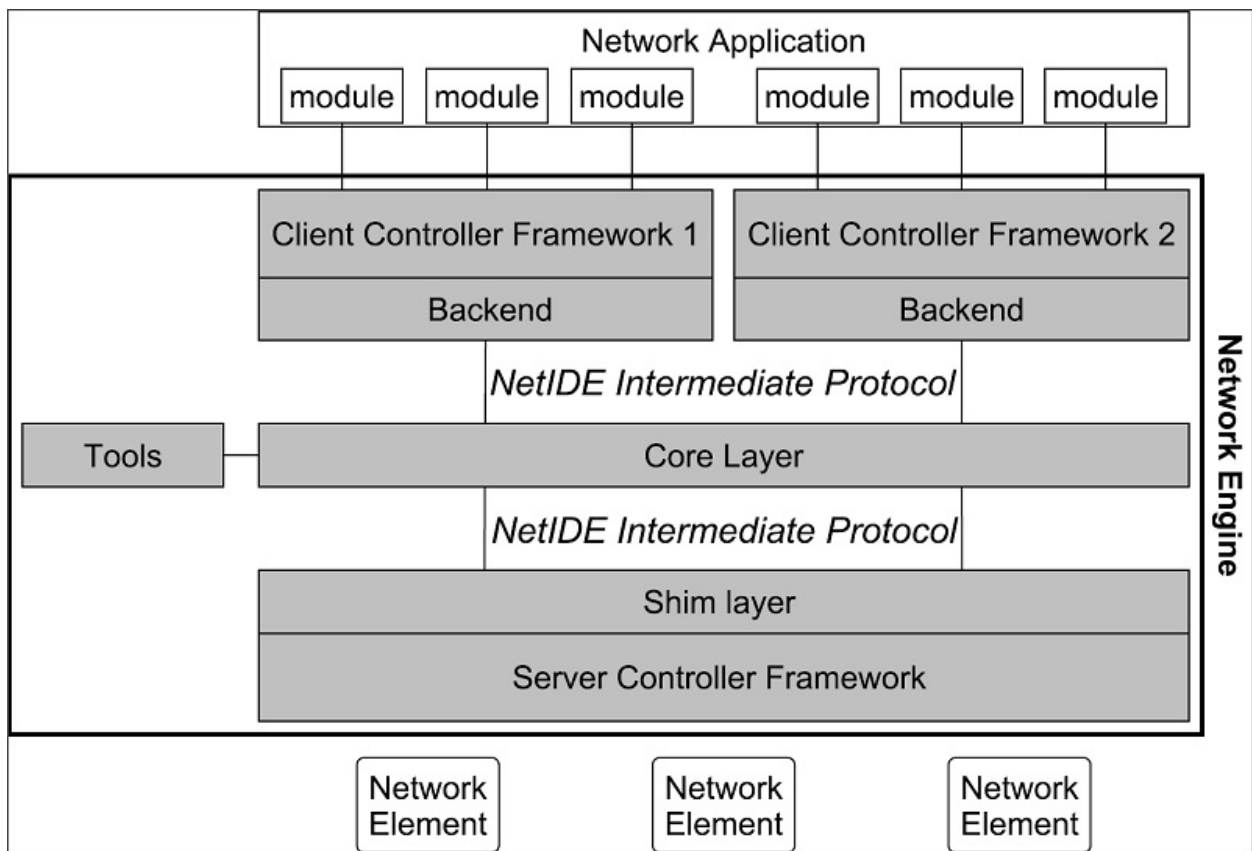 Network Application
module
module
module
module
module
module
Client Controller Framework 1
Client Controller Framework 2
Backend
Backend
NetIDE Intermediate Protocol
Tools
Core Layer
NetIDE Intermediate Protocol
Shim layer
Server Controller Framework
Network Engine
Network
Element
Network
Element
Network
Element